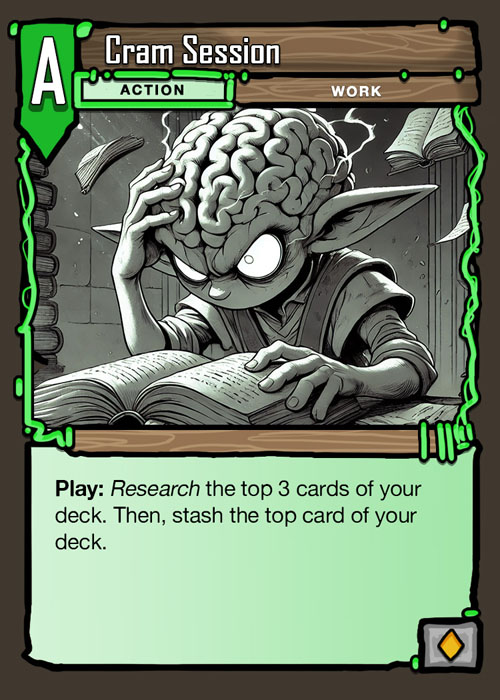 A
Cram Session
ACTION
WORK
Play: Research the top 3 cards of your
deck. Then, stash the top card of your
deck.